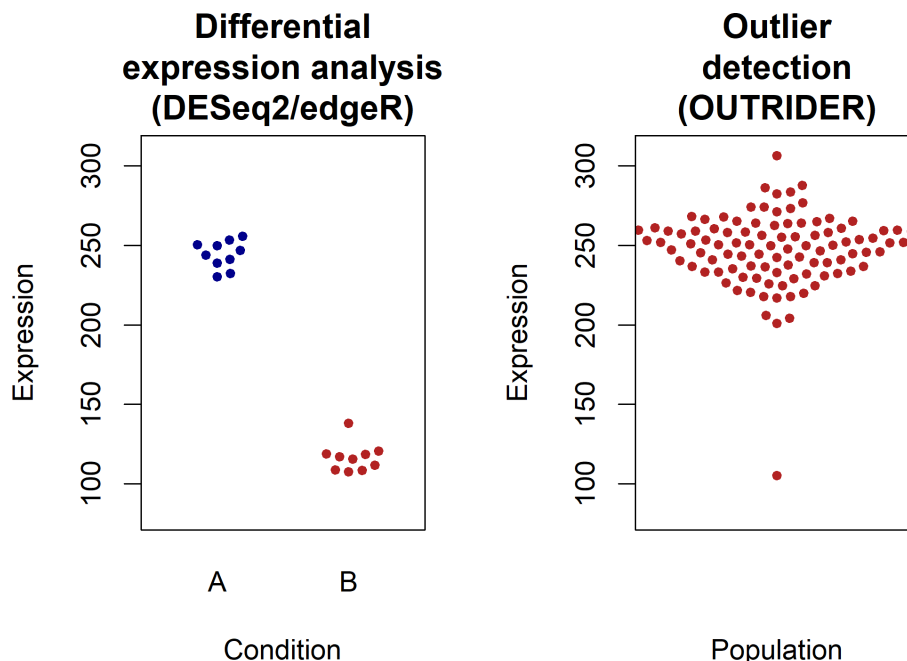 Differential
expression analysis
(DESeq2/edgeR)
Expression
300
250
200
150
100
A B
Condition
Outlier
detection
(OUTRIDER)
Expression
300
250
200
150
100
Population